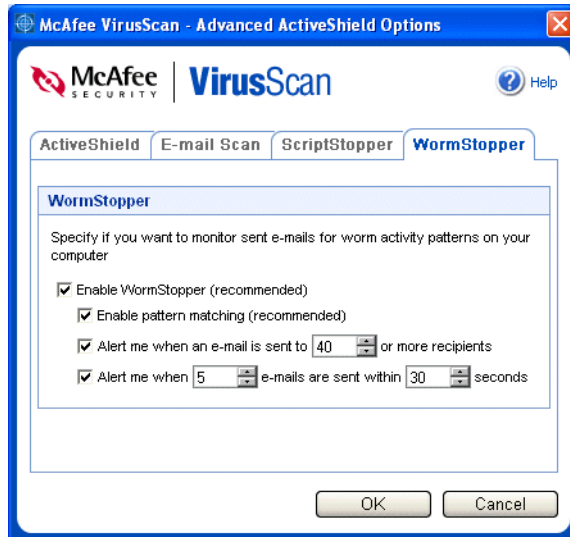 McAfee VirusScan - Advanced ActiveShield Options
McAfee SECURITY VirusScan Help
ActiveShield E-mail Scan ScriptStopper WormStopper
WormStopper
Specify if you want to monitor sent e-mails for worm activity patterns on your
computer
Enable WormStopper (recommended)
Enable pattern matching (recommended)
Alert me when an e-mail is sent to 40 or more recipients
Alert me when 5 e-mails are sent within 30 seconds
OK Cancel